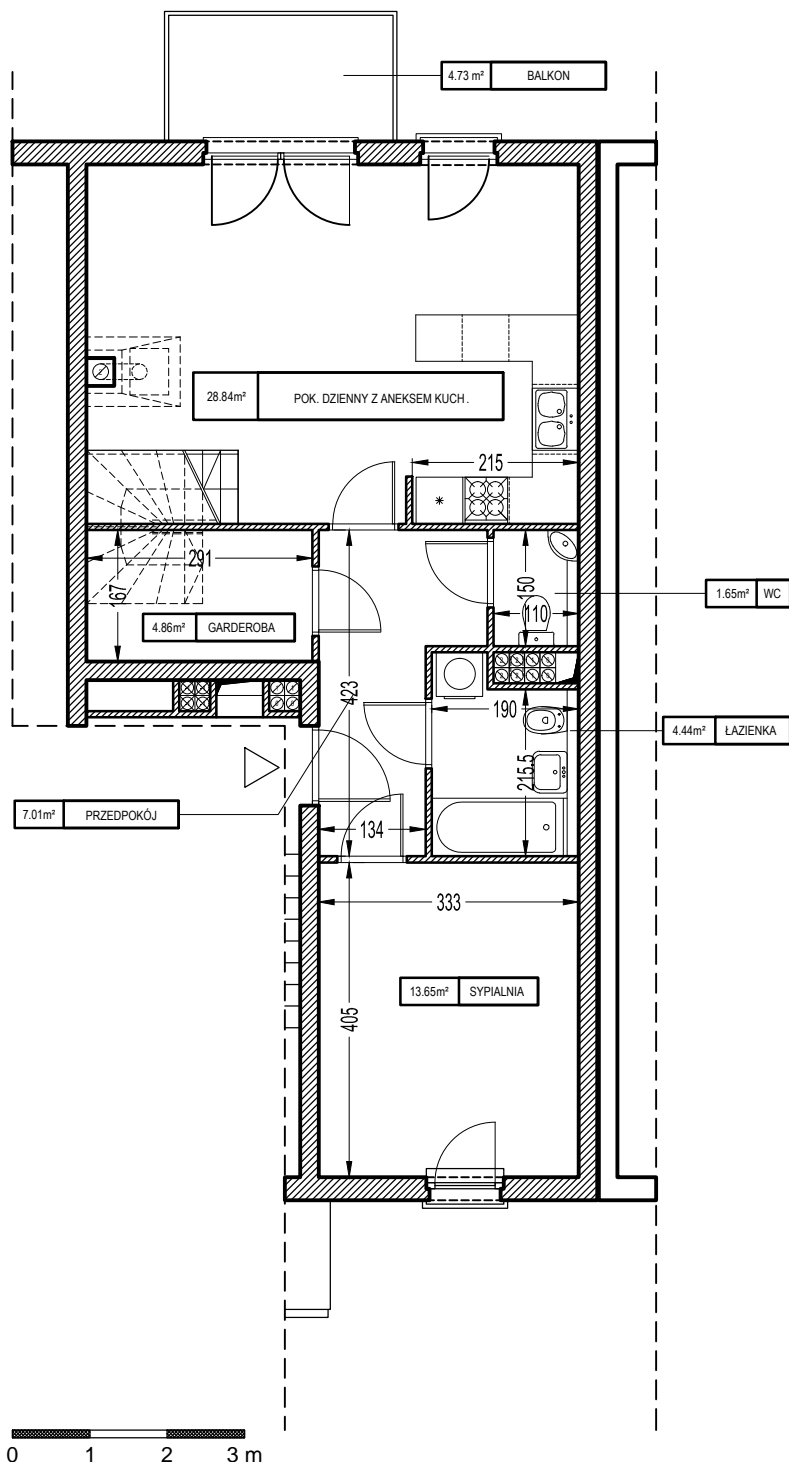 4.73 m² BALKON
28.84m² POK. DZIENNY Z ANEKSEM KUCH .
215
291
167
150
110
1.65m² WC
4.86m² GARDEROBA
423
190
4.44m² ŁAZIENKA
215.5
7.01m² PRZEDPOKÓJ
134
333
13.65m² SYPIALNIA
405
0 1 2 3 m